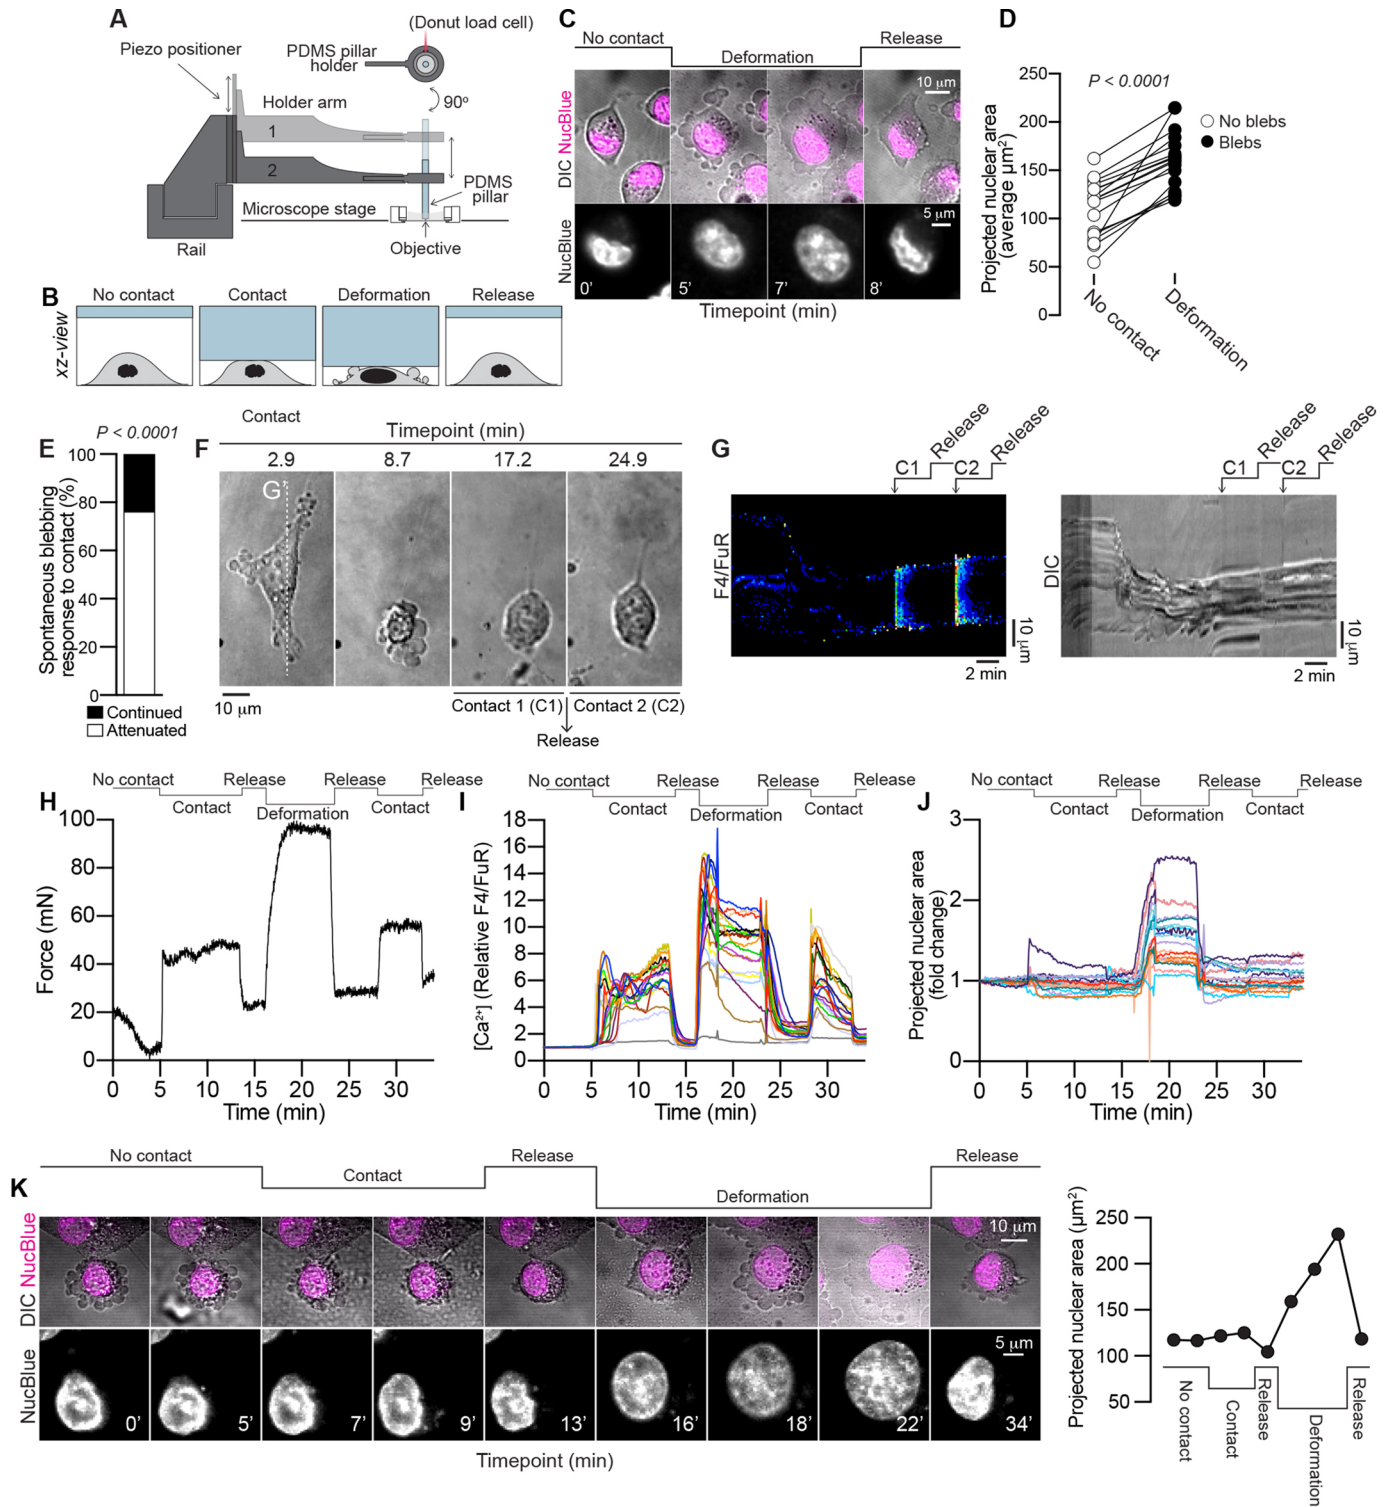 A
(Donut load cell)
Piezo positioner
PDMS pillar
holder
Holder arm
90º
1
2
PDMS
pillar
Microscope stage
Rail
Objective
B
No contact
Contact
Deformation
Release
xz-view
C
No contact
Deformation
Release
DIC NucBlue
10 μm
NucBlue
5 μm
0'
5'
7'
8'
Timepoint (min)
D
P < 0.0001
No blebs
Blebs
Projected nuclear area
(average μm²)
250
200
150
100
50
0
No contact
Deformation
E
P < 0.0001
Spontaneous blebbing
response to contact (%)
100
80
60
40
20
0
Continued
Attenuated
F
Contact
Timepoint (min)
2.9
8.7
17.2
24.9
G'
10 μm
Contact 1 (C1)
Contact 2 (C2)
Release
G
C1
Release
C2
Release
F4/FuR
10 μm
2 min
C1
Release
C2
Release
DIC
10 μm
2 min
H
No contact
Contact
Release
Deformation
Release
Contact
Release
Force (mN)
100
80
60
40
20
0
0
5
10
15
20
25
30
Time (min)
I
No contact
Contact
Release
Deformation
Release
Contact
Release
[Ca²⁺] (Relative F4/FuR)
18
16
14
12
10
8
6
4
2
0
0
5
10
15
20
25
30
Time (min)
J
No contact
Contact
Release
Deformation
Release
Contact
Release
Projected nuclear area
(fold change)
3
2
1
0
0
5
10
15
20
25
30
Time (min)
K
No contact
Contact
Release
Deformation
Release
DIC NucBlue
10 μm
NucBlue
5 μm
0'
5'
7'
9'
13'
16'
18'
22'
34'
Timepoint (min)
Projected nuclear area (μm²)
250
200
150
100
50
No contact
Contact
Release
Deformation
Release